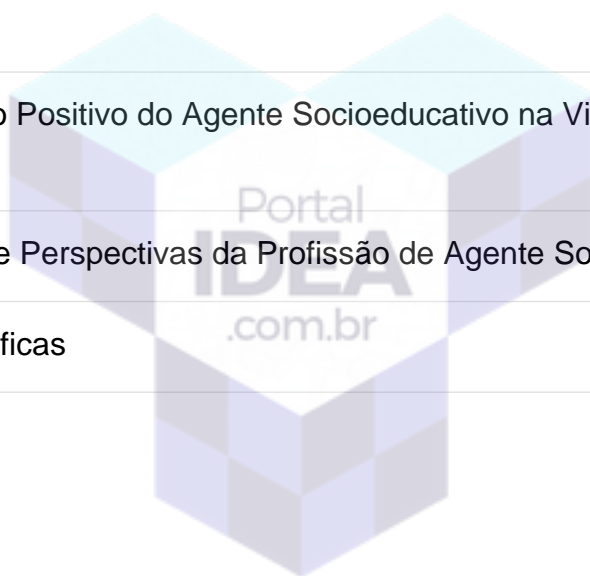 o Positivo do Agente Socioeducativo na Vi
e Perspectivas da Profissão de Agente So
Portal
IDEA
.com.br
ficas